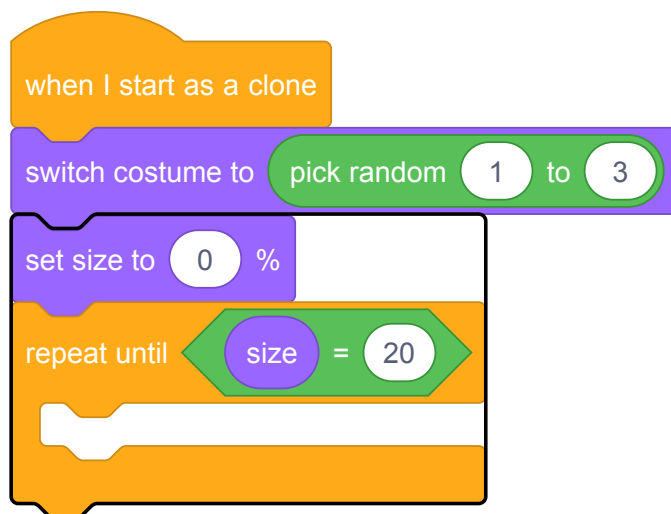 when I start as a clone
switch costume to pick random 1 to 3
set size to 0 %
repeat until size = 20